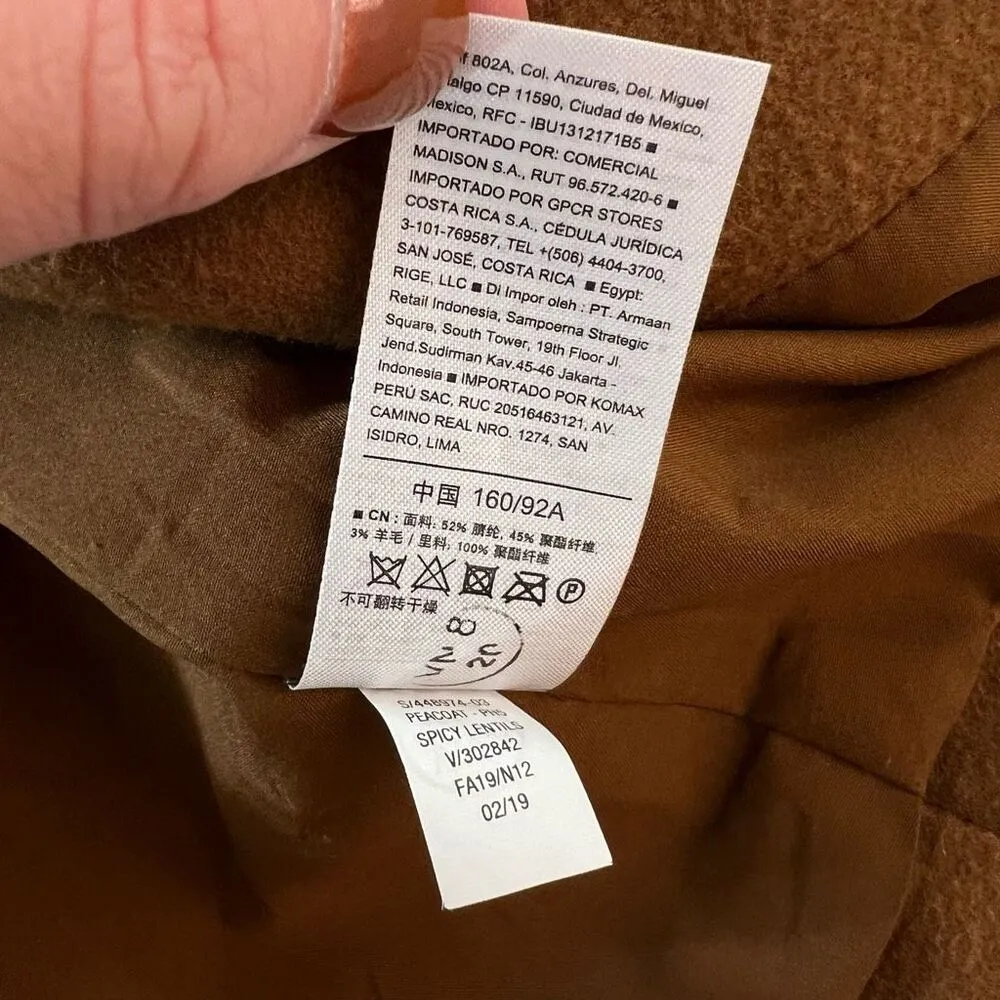 802A, Col. Anzures, Del. Miguel
CP 11590, Ciudad de Mexico,
Mexico, RFC - IBU1312171B5 ■
IMPORTADO POR: COMERCIAL
MADISON S.A., RUT 96.572.420-6 ■
IMPORTADO POR GPCR STORES
COSTA RICA S.A., CÉDULA JURÍDICA
3-101-769587, TEL +(506) 4404-3700,
SAN JOSÉ, COSTA RICA ■ Egypt:
RIGE, LLC ■ Di Impor oleh : PT. Armaan
Retail Indonesia, Sampoerna Strategic
Square, South Tower, 19th Floor Jl.
Jend.Sudirman Kav.45-46 Jakarta -
Indonesia ■ IMPORTADO POR KOMAX
PERÚ SAC, RUC 20516463121, AV.
CAMINO REAL NRO. 1274, SAN
ISIDRO, LIMA
中国 160/92A
■ CN : 面料: 52% 腈纶, 45% 聚酯纤维
3% 羊毛 / 里料: 100% 聚酯纤维
P
不可翻转干燥
8
S/448974-03
PEACOAT -
SPICY LENTILS
V/302842
FA19/N12
02/19